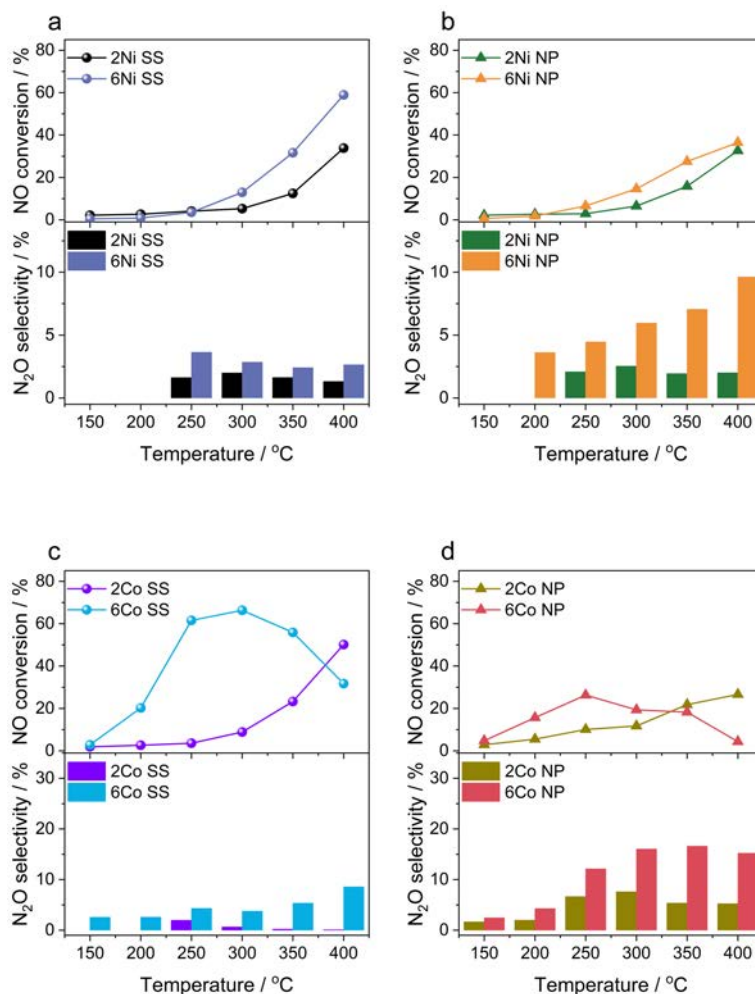 a
80
60
40
20
0
NO conversion / %
2Ni SS
6Ni SS
10
5
0
N₂O selectivity / %
2Ni SS
6Ni SS
150 200 250 300 350 400
Temperature / °C
b
80
60
40
20
0
NO conversion / %
2Ni NP
6Ni NP
10
5
0
N₂O selectivity / %
2Ni NP
6Ni NP
150 200 250 300 350 400
Temperature / °C
c
80
60
40
20
0
NO conversion / %
2Co SS
6Co SS
30
20
10
0
N₂O selectivity / %
2Co SS
6Co SS
150 200 250 300 350 400
Temperature / °C
d
80
60
40
20
0
NO conversion / %
2Co NP
6Co NP
30
20
10
0
N₂O selectivity / %
2Co NP
6Co NP
150 200 250 300 350 400
Temperature / °C